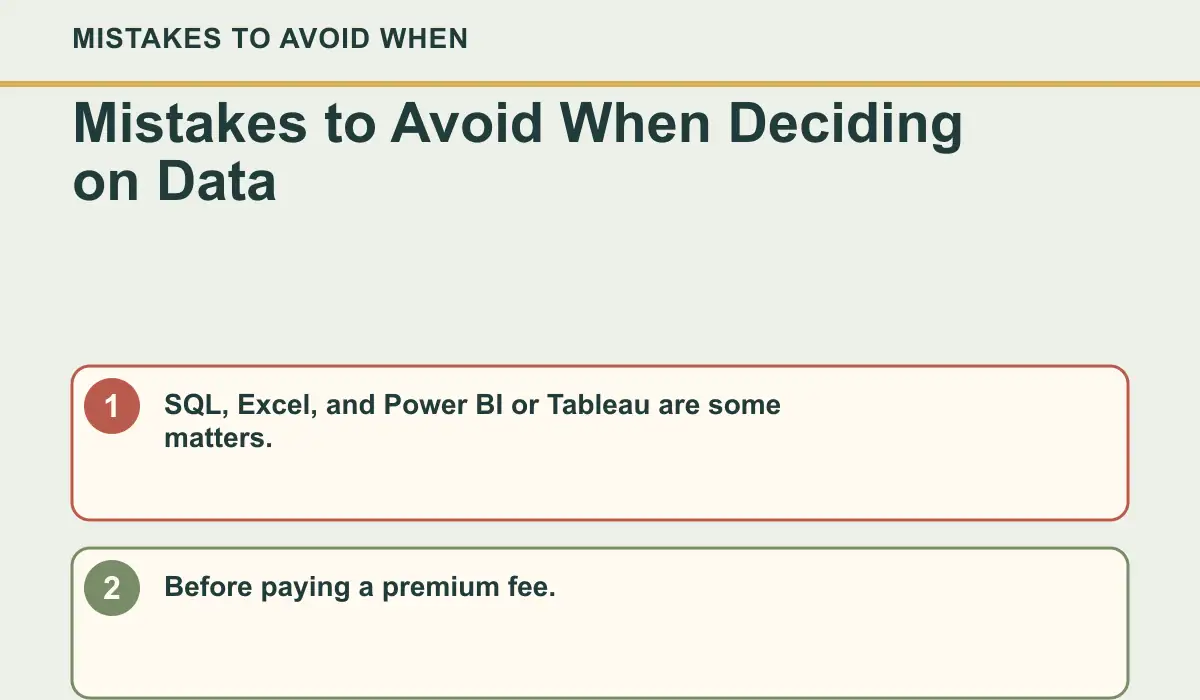 MISTAKES TO AVOID WHEN
Mistakes to Avoid When Deciding
on Data
1
SQL, Excel, and Power BI or Tableau are some
matters.
2
Before paying a premium fee.